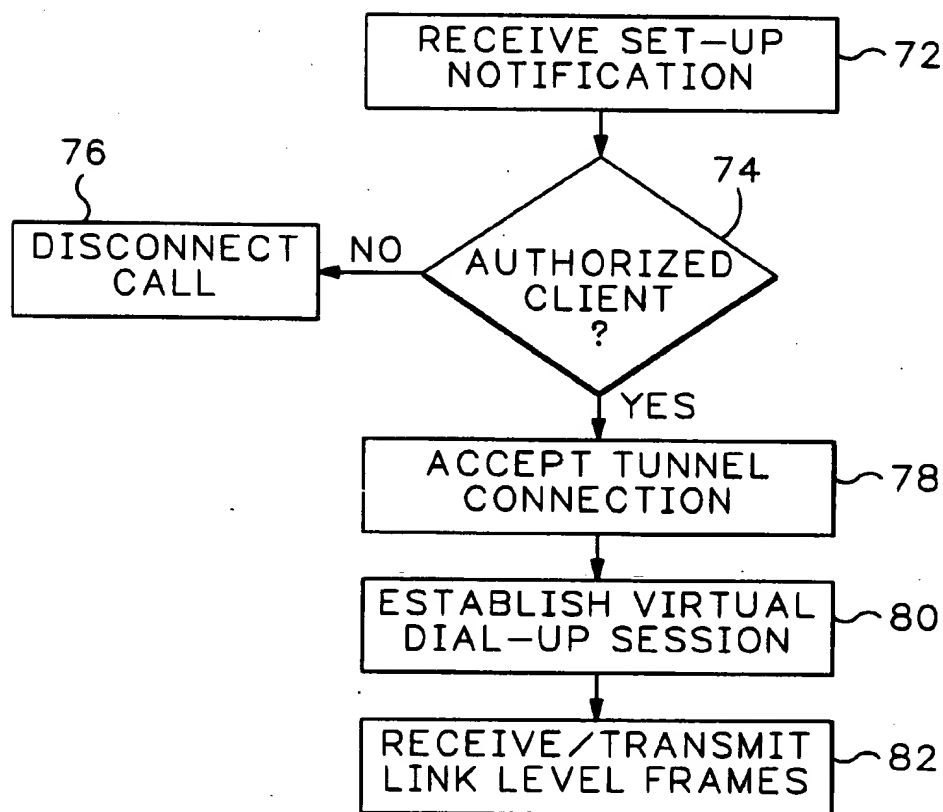 RECEIVE SET-UP
NOTIFICATION
72
76
74
DISCONNECT
CALL
NO
AUTHORIZED
CLIENT
?
YES
ACCEPT TUNNEL
CONNECTION
78
ESTABLISH VIRTUAL
DIAL-UP SESSION
80
RECEIVE/TRANSMIT
LINK LEVEL FRAMES
82